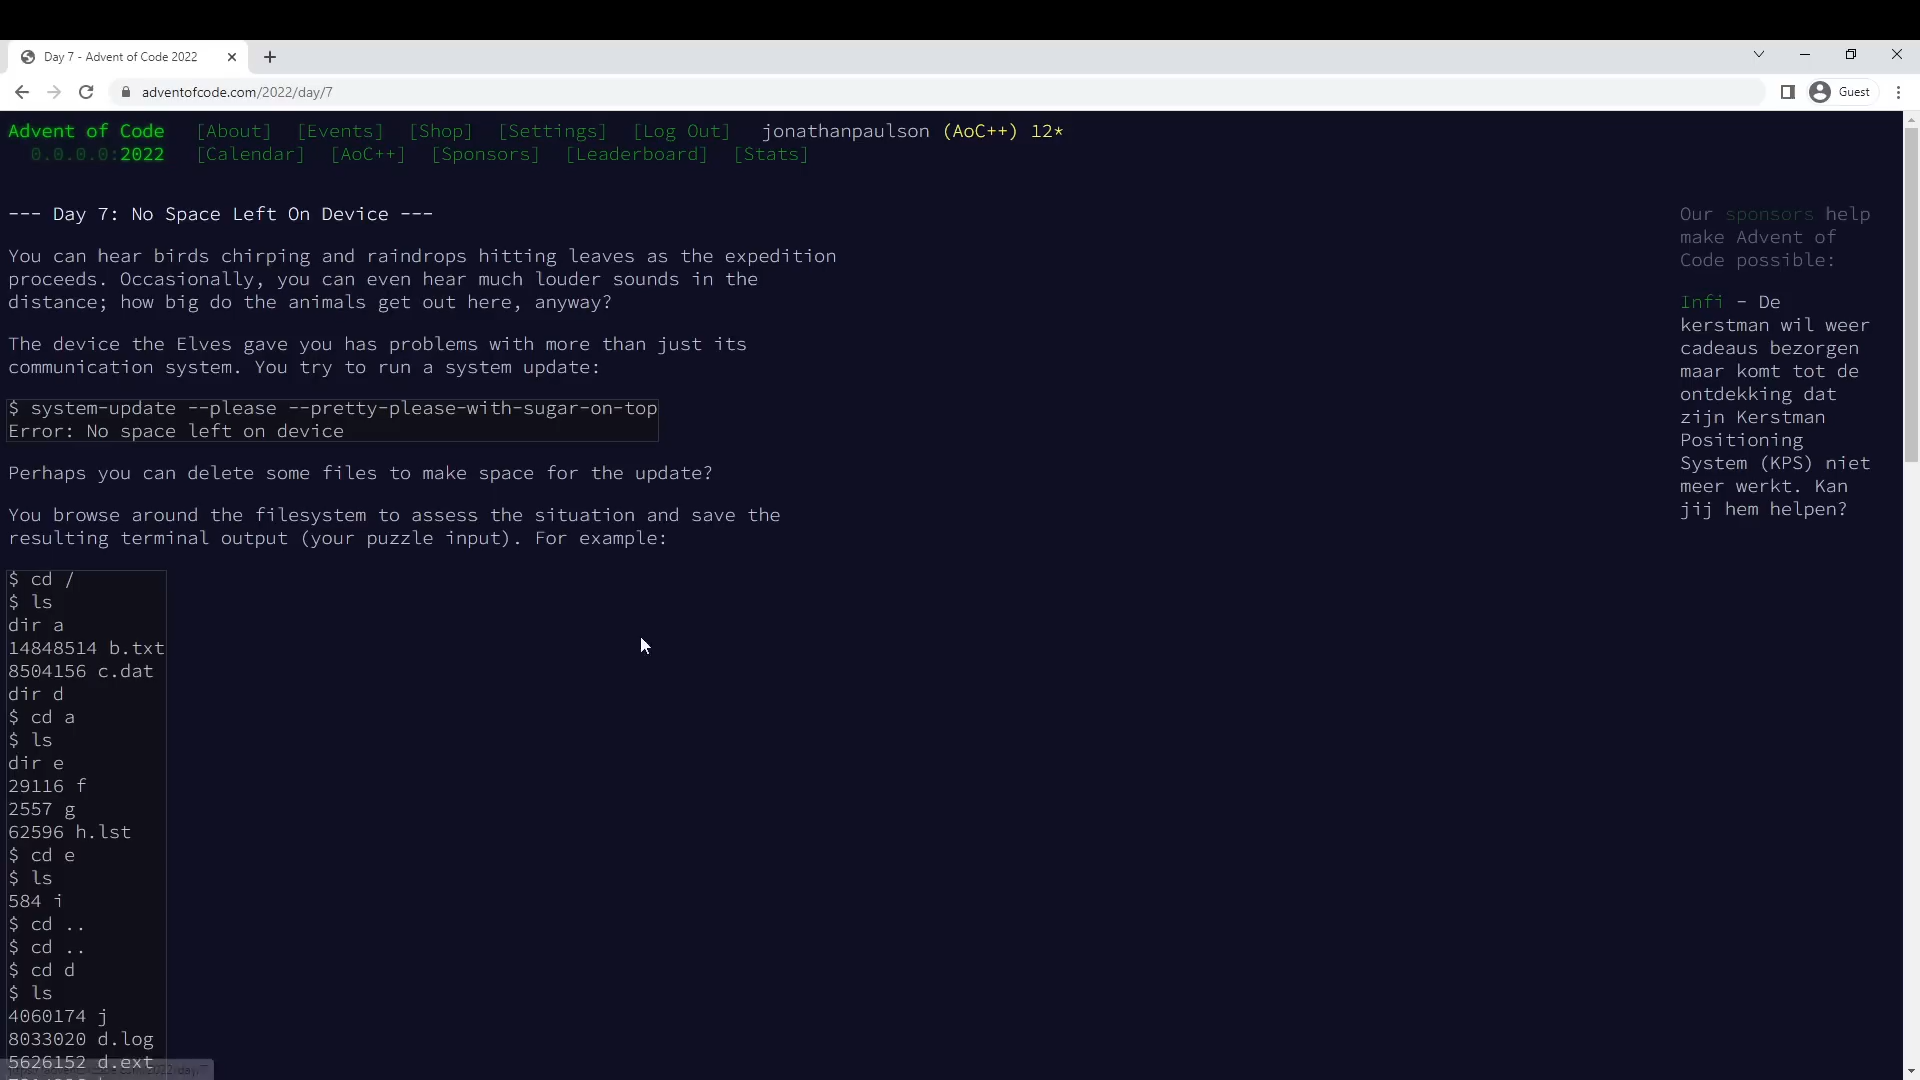 Day 7 - Advent of Code 2022
adventofcode.com/2022/day/7
Guest
Advent of Code [About] [Events] [Shop] [Settings] [Log Out] jonathanpaulson (AoC++) 12*
0.0.0.0:2022 [Calendar] [AoC++] [Sponsors] [Leaderboard] [Stats]
--- Day 7: No Space Left On Device ---
You can hear birds chirping and raindrops hitting leaves as the expedition
proceeds. Occasionally, you can even hear much louder sounds in the
distance; how big do the animals get out here, anyway?
The device the Elves gave you has problems with more than just its
communication system. You try to run a system update:
$ system-update --please --pretty-please-with-sugar-on-top
Error: No space left on device
Perhaps you can delete some files to make space for the update?
You browse around the filesystem to assess the situation and save the
resulting terminal output (your puzzle input). For example:
$ cd /
$ ls
dir a
14848514 b.txt
8504156 c.dat
dir d
$ cd a
$ ls
dir e
29116 f
2557 g
62596 h.lst
$ cd e
$ ls
584 i
$ cd ..
$ cd ..
$ cd d
$ ls
4060174 j
8033020 d.log
5626152 d.ext
Our sponsors help
make Advent of
Code possible:
Infi - De
kerstman wil weer
cadeaus bezorgen
maar komt tot de
ontdekking dat
zijn Kerstman
Positioning
System (KPS) niet
meer werkt. Kan
jij hem helpen?